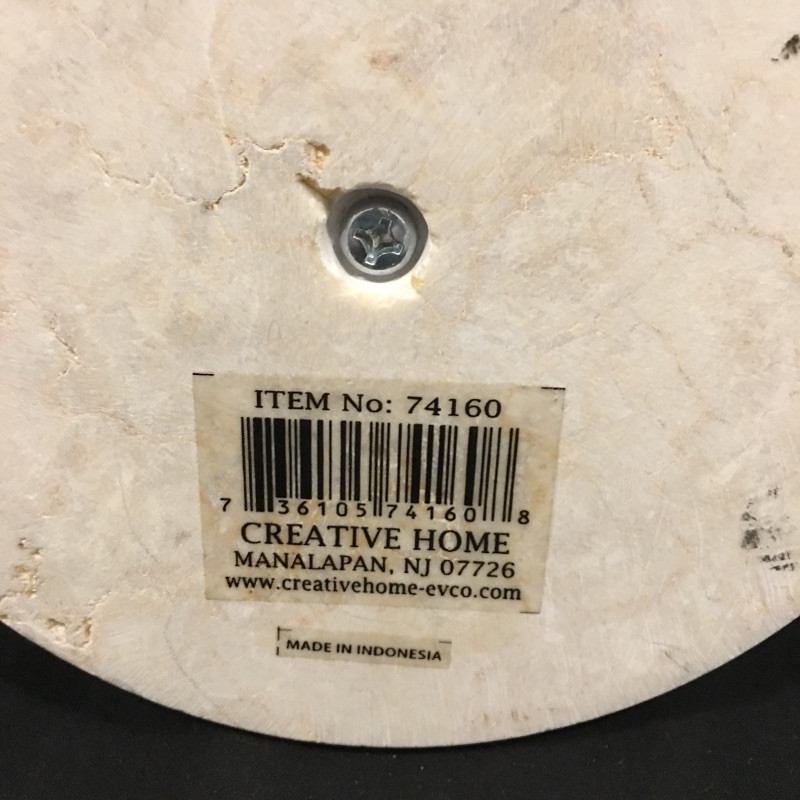 ITEM No: 74160
7 36105 74160 8
CREATIVE HOME
MANALAPAN, NJ 07726
www.creativehome-evco.com
MADE IN INDONESIA